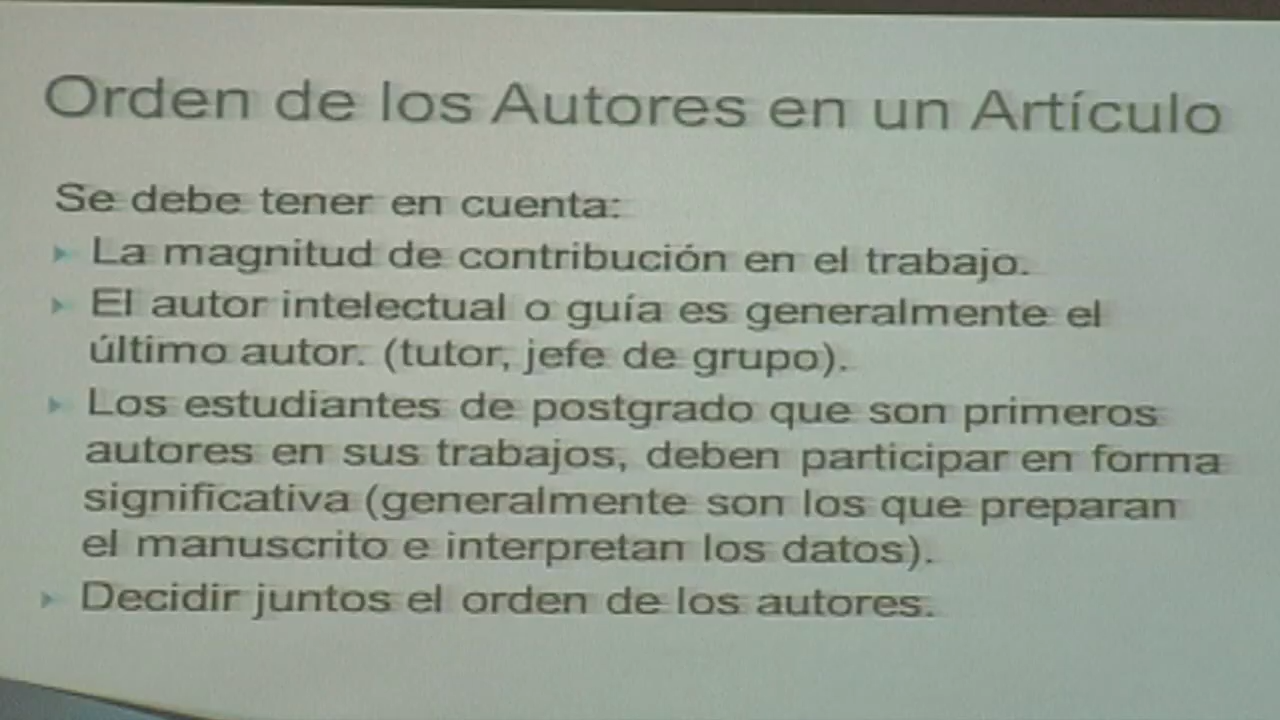 Orden de los Autores en un Artículo
Se debe tener en cuenta:
La magnitud de contribución en el trabajo.
El autor intelectual o guía es generalmente el
último autor. (tutor, jefe de grupo).
Los estudiantes de postgrado que son primeros
autores en sus trabajos, deben participar en forma
significativa (generalmente son los que preparan
el manuscrito e interpretan los datos).
Decidir juntos el orden de los autores.